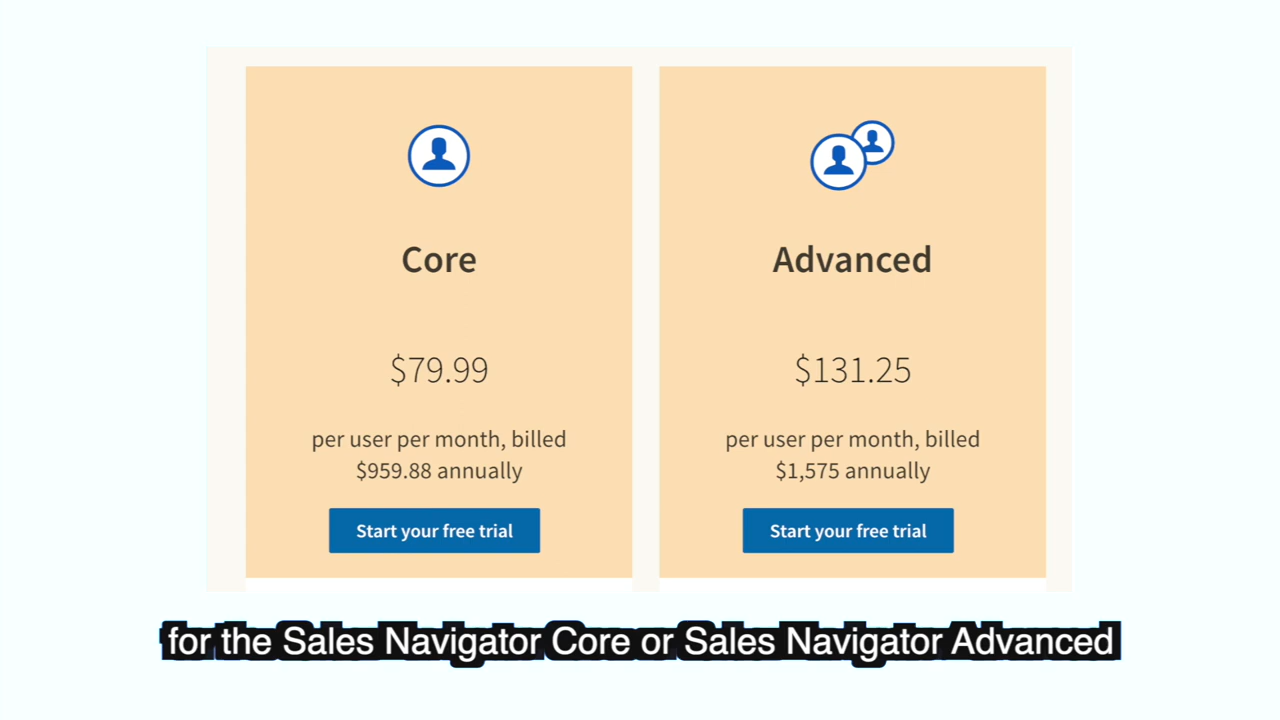 Core
$79.99
per user per month, billed
$959.88 annually
Start your free trial
Advanced
$131.25
per user per month, billed
$1,575 annually
Start your free trial
for the Sales Navigator Core or Sales Navigator Advanced